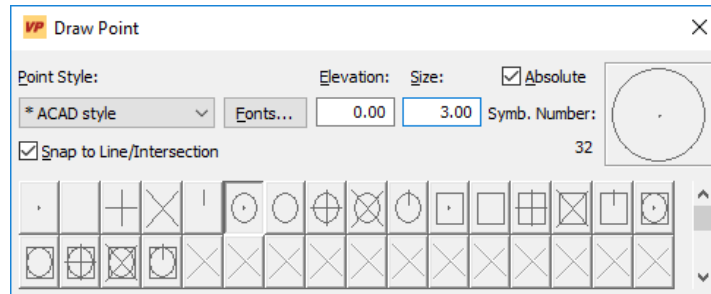 VP Draw Point
Point Style: Elevation: Size: Absolute
* ACAD style Fonts... 0.00 3.00 Symb. Number:
Snap to Line/Intersection 32